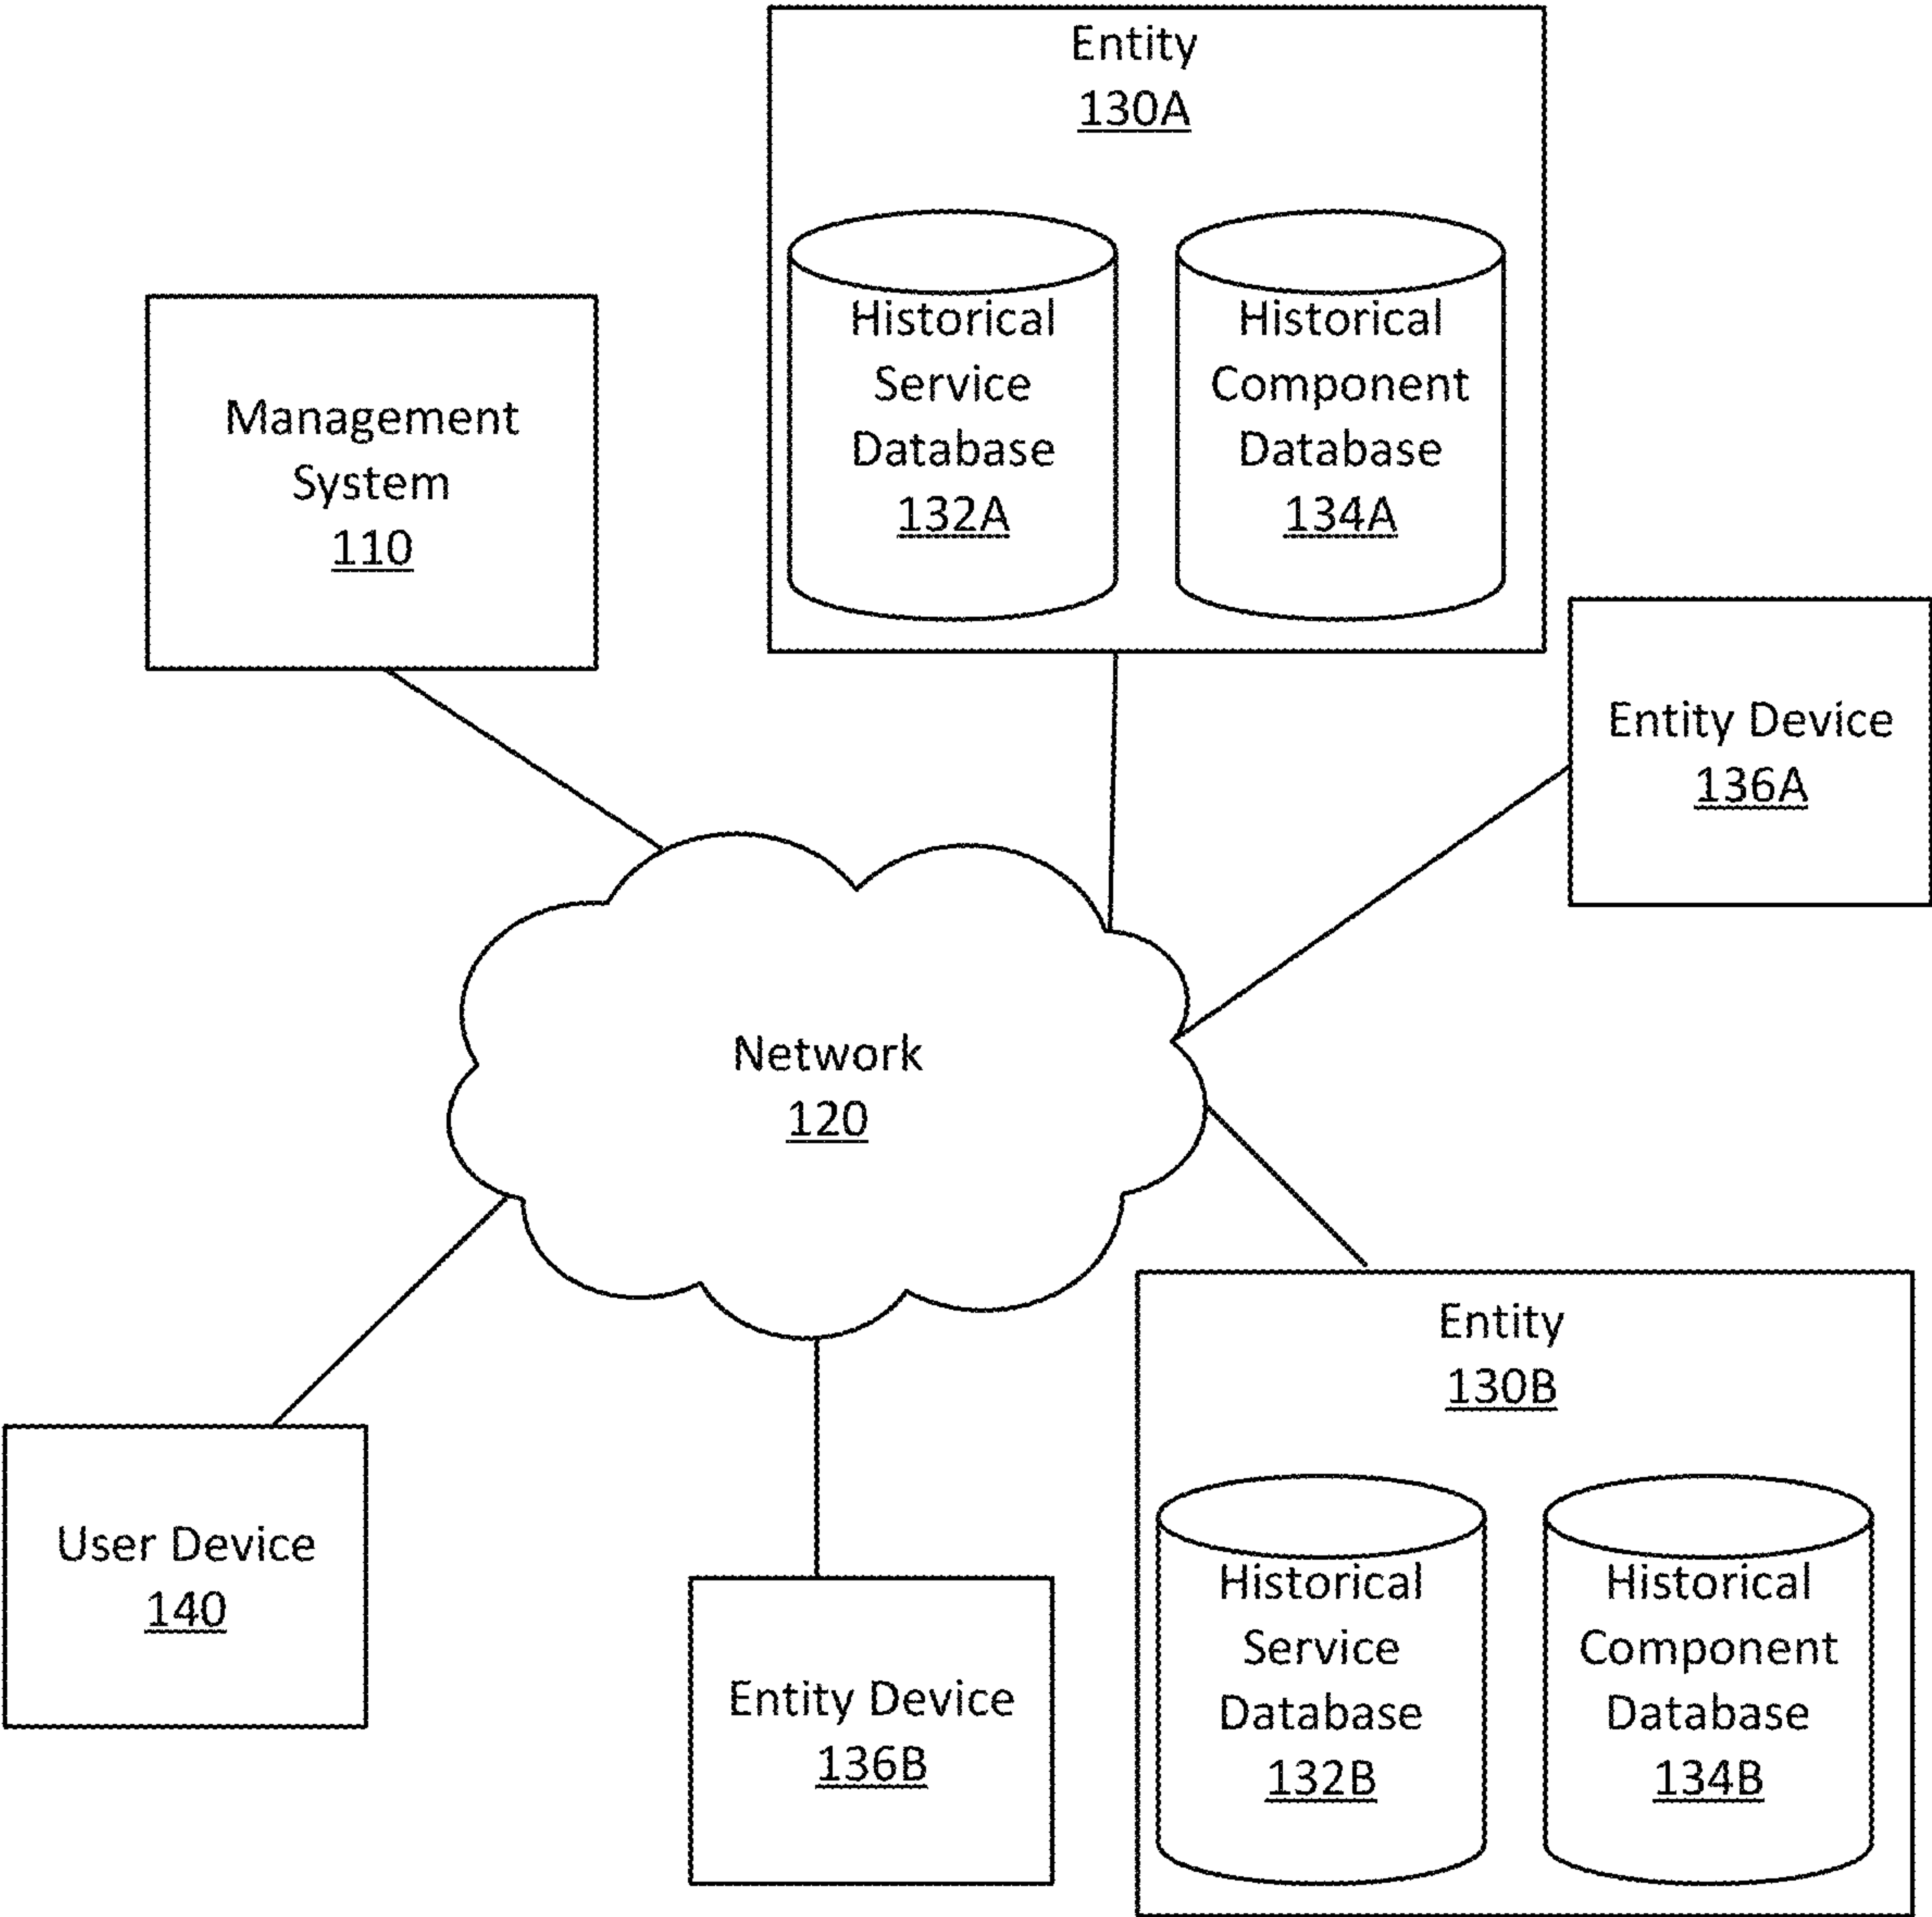 Entity
130A
Historical
Service
Database
132A
Historical
Component
Database
134A
Management
System
110
Entity Device
136A
Network
120
Entity
130B
Historical
Service
Database
132B
Historical
Component
Database
134B
User Device
140
Entity Device
136B